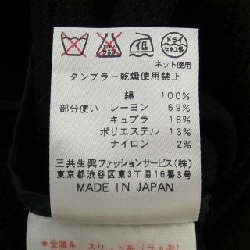 ドライ
ネット使用
タンブラー乾燥使用禁止
綿 100%
部分使い レーヨン 69%
キュプラ 16%
ポリエステル 13%
ナイロン 2%
三共生興ファッションサービス(株)
東京都渋谷区東3丁目16番3号
MADE IN JAPAN